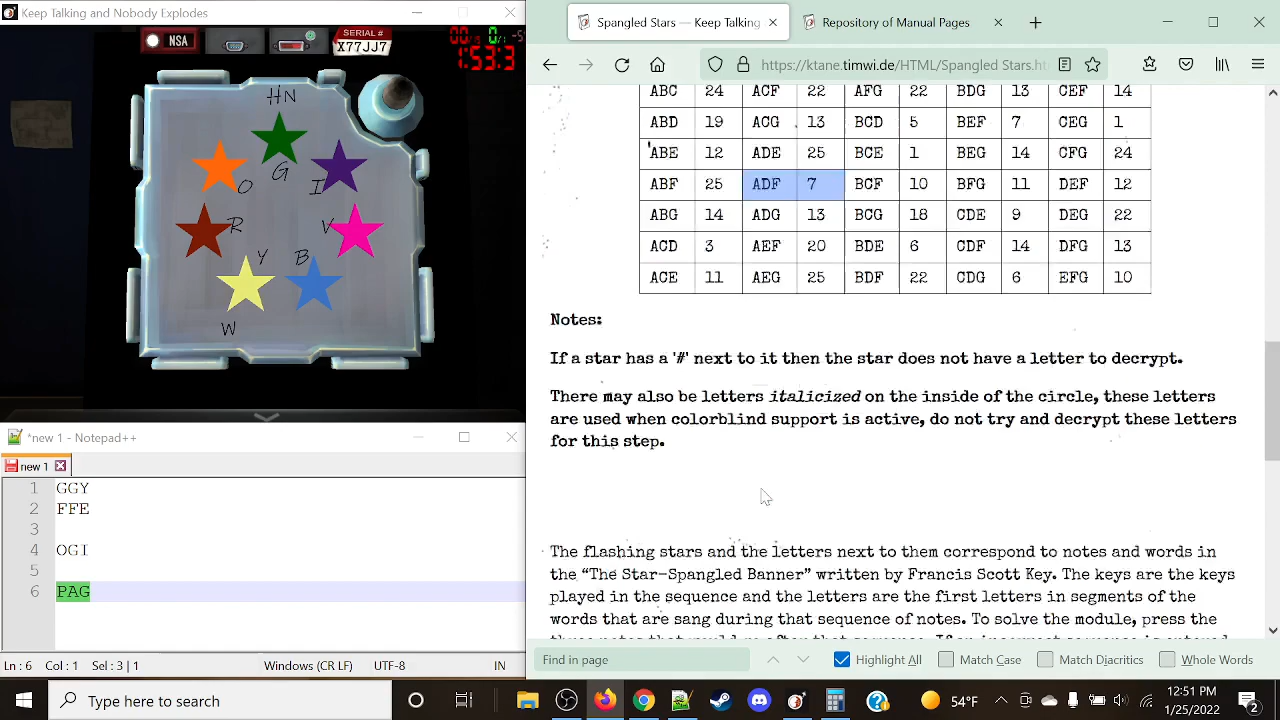 Keep Talking and Nobody Explodes
Spangled Stars — Keep Talking
Repository of Manual Pages
NSA
SERIAL #
X77JJ7
1:53:3
https://ktane.timwi.de/HTML/Spangled Stars.ht
HN
G
O
I
R
V
Y
B
W
ABC 24 ACF 22 AFG 22 BDG 13 CEF 14
ABD 19 ACG 13 BCD 5 BEF 7 CEG 1
ABE 12 ADE 25 BCE 1 BEG 14 CFG 24
ABF 25 ADF 7 BCF 10 BFG 11 DEF 12
ABG 14 ADG 13 BCG 18 CDE 9 DEG 22
ACD 3 AEF 20 BDE 6 CDF 14 DFG 13
ACE 11 AEG 25 BDF 22 CDG 6 EFG 10
Notes:
If a star has a '#' next to it then the star does not have a letter to decrypt.
There may also be letters italicized on the inside of the circle, these letters
are used when colorblind support is active, do not try and decrypt these letters
for this step.
The flashing stars and the letters next to them correspond to notes and words in
the “The Star-Spangled Banner” written by Francis Scott Key. The keys are the keys
played in the sequence and the letters are the first letters in segments of the
words that are sang during that sequence of notes. To solve the module, press the
*new 1 - Notepad++
new 1
1 GGY
2 FFE
3
4 OGI
5
6 PAG
Ln: 6 Col: 1 Sel: 3 | 1 Windows (CR LF) UTF-8 IN
Find in page
Highlight All
Match Case
Match Diacritics
Whole Words
Type here to search
12:51 PM
1/25/2022
2